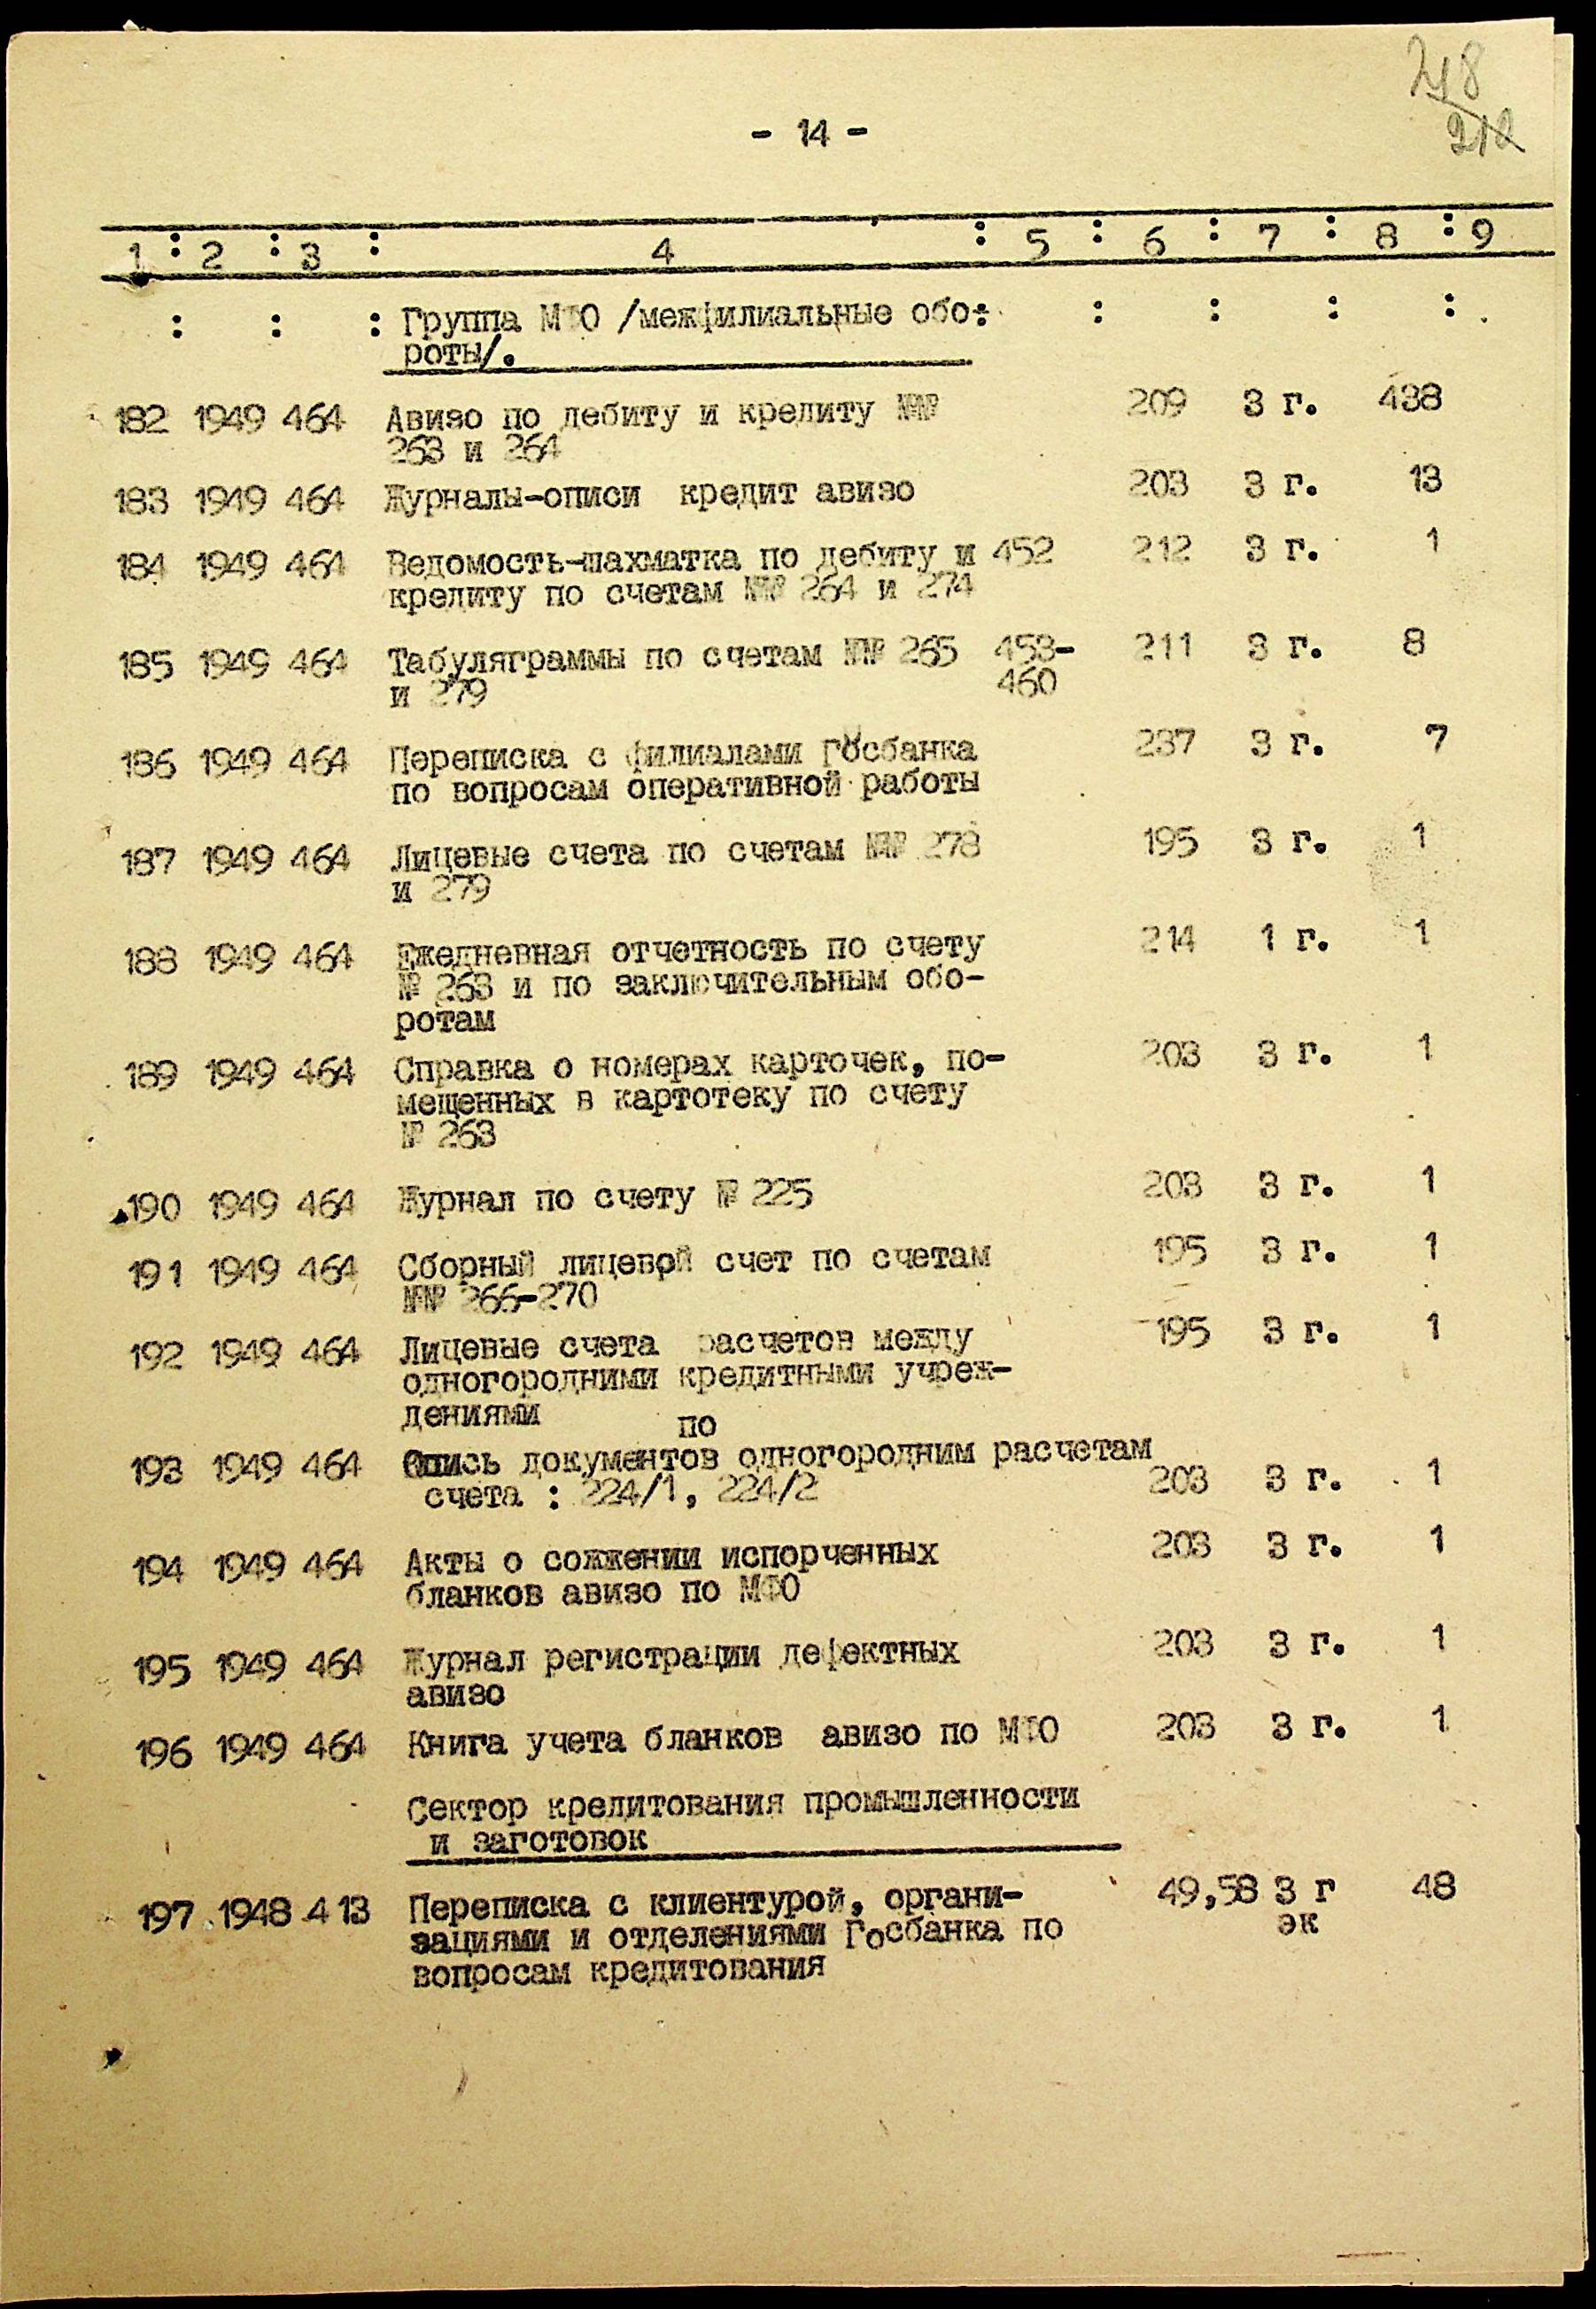 218
212
- 14 -
1 : 2 : 3 : 4 : 5 : 6 : 7 : 8 : 9
: : : Группа МФО /межфилиальные обо- : : : : :
роты/.
182 1949 464 Авизо по дебиту и кредиту №№ 209 3 г. 438
263 и 264
183 1949 464 Журналы-описи кредит авизо 203 3 г. 13
184 1949 464 Ведомость-шахматка по дебиту и 452 212 3 г. 1
кредиту по счетам №№ 264 и 274
185 1949 464 Табуляграммы по счетам №№ 265 453- 211 3 г. 8
и 279 460
186 1949 464 Переписка с филиалами Госбанка 237 3 г. 7
по вопросам оперативной работы
187 1949 464 Лицевые счета по счетам №№ 278 195 3 г. 1
и 279
188 1949 464 Ежедневная отчетность по счету 214 1 г. 1
№ 263 и по заключительным обо-
ротам
189 1949 464 Справка о номерах карточек, по- 203 3 г. 1
мещенных в картотеку по счету
№ 263
190 1949 464 Журнал по счету № 225 203 3 г. 1
191 1949 464 Сборный лицевой счет по счетам 195 3 г. 1
№№ 266-270
192 1949 464 Лицевые счета расчетов между 195 3 г. 1
одногородними кредитными учреж-
дениями
по
193 1949 464 Опись документов одногородним расчетам
счета : 224/1, 224/2 203 3 г. 1
194 1949 464 Акты о сожжении испорченных 203 3 г. 1
бланков авизо по МФО
195 1949 464 Журнал регистрации дефектных 203 3 г. 1
авизо
196 1949 464 Книга учета бланков авизо по МФО 203 3 г. 1
Сектор кредитования промышленности
и заготовок
197 1948 413 Переписка с клиентурой, органи- 49,58 3 г 48
зациями и отделениями Госбанка по эк
вопросам кредитования